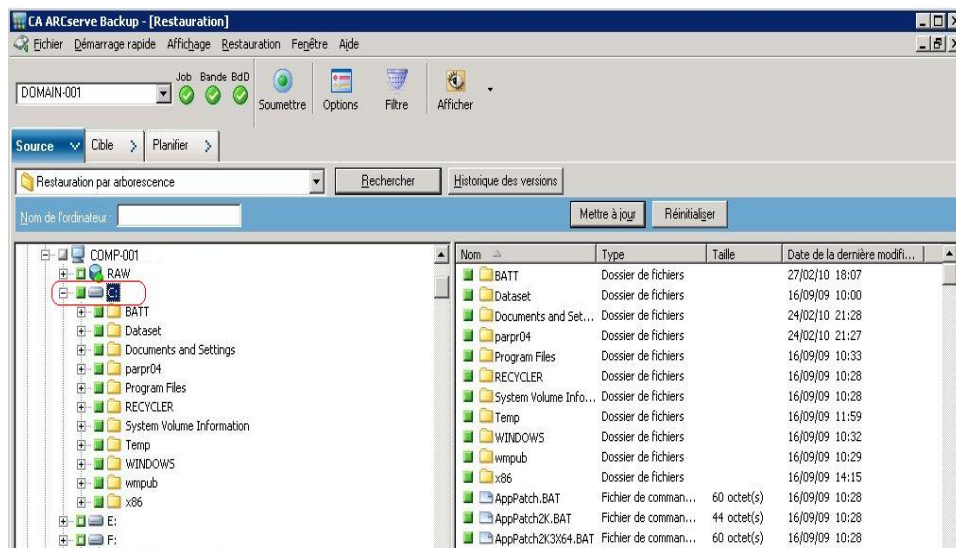 CA ARCserve Backup - [Restauration]
Fichier Démarrage rapide Affichage Restauration Fenêtre Aide
DOMAIN-001
Job Bande BdD
Soumettre Options Filtre Afficher
Source Cible Planifier
Restauration par arborescence Rechercher Historique des versions
Nom de l'ordinateur : Mettre à jour Réinitialiser
COMP-001
RAW
C:
BATT
Dataset
Documents and Settings
parpr04
Program Files
RECYCLER
System Volume Information
Temp
WINDOWS
wmpub
x86
E:
F:
Nom Type Taille Date de la dernière modifi...
BATT Dossier de fichiers 27/02/10 18:07
Dataset Dossier de fichiers 16/09/09 10:00
Documents and Set... Dossier de fichiers 24/02/10 21:28
parpr04 Dossier de fichiers 24/02/10 21:27
Program Files Dossier de fichiers 16/09/09 10:33
RECYCLER Dossier de fichiers 16/09/09 10:28
System Volume Info... Dossier de fichiers 16/09/09 10:28
Temp Dossier de fichiers 16/09/09 11:59
WINDOWS Dossier de fichiers 16/09/09 10:32
wmpub Dossier de fichiers 16/09/09 10:29
x86 Dossier de fichiers 16/09/09 14:15
AppPatch.BAT Fichier de comman... 60 octet(s) 16/09/09 10:28
AppPatch2K.BAT Fichier de comman... 44 octet(s) 16/09/09 10:28
AppPatch2K3X64.BAT Fichier de comman... 60 octet(s) 16/09/09 10:28